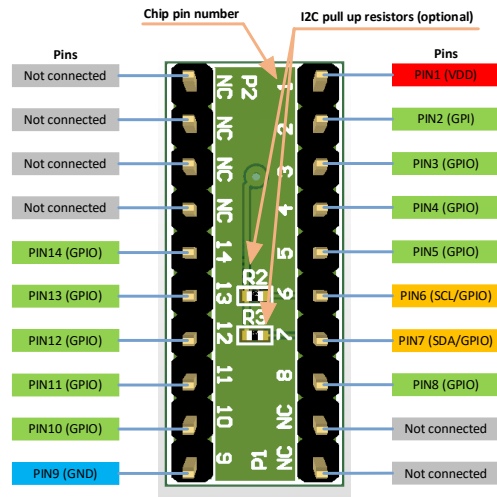 Chip pin number
I2C pull up resistors (optional)
Pins
Pins
Not connected
NC
P2
1
PIN1 (VDD)
Not connected
NC
2
PIN2 (GPI)
Not connected
NC
3
PIN3 (GPIO)
Not connected
NC
4
PIN4 (GPIO)
PIN14 (GPIO)
14
5
PIN5 (GPIO)
R2
PIN13 (GPIO)
13
6
PIN6 (SCL/GPIO)
R3
PIN12 (GPIO)
12
7
PIN7 (SDA/GPIO)
PIN11 (GPIO)
11
8
PIN8 (GPIO)
PIN10 (GPIO)
10
NC
Not connected
PIN9 (GND)
9
P1
NC
Not connected